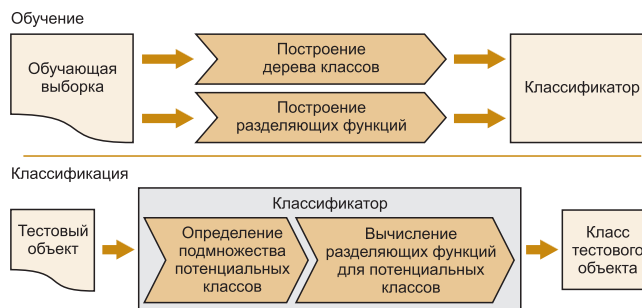 Обучение
Обучающая
выборка
Построение
дерева классов
Построение
разделяющих функций
Классификатор
Классификация
Тестовый
объект
Классификатор
Определение
подмножества
потенциальных
классов
Вычисление
разделяющих функций
для потенциальных
классов
Класс
тестового
объекта